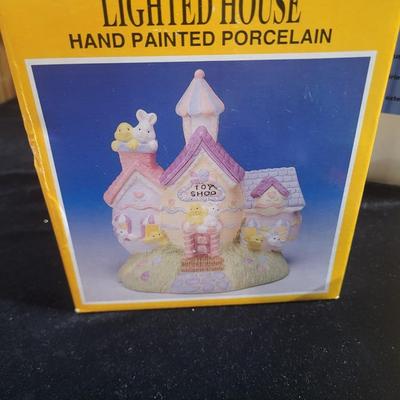 LIGHTED HOUSE
HAND PAINTED PORCELAIN
TOY
SHOP